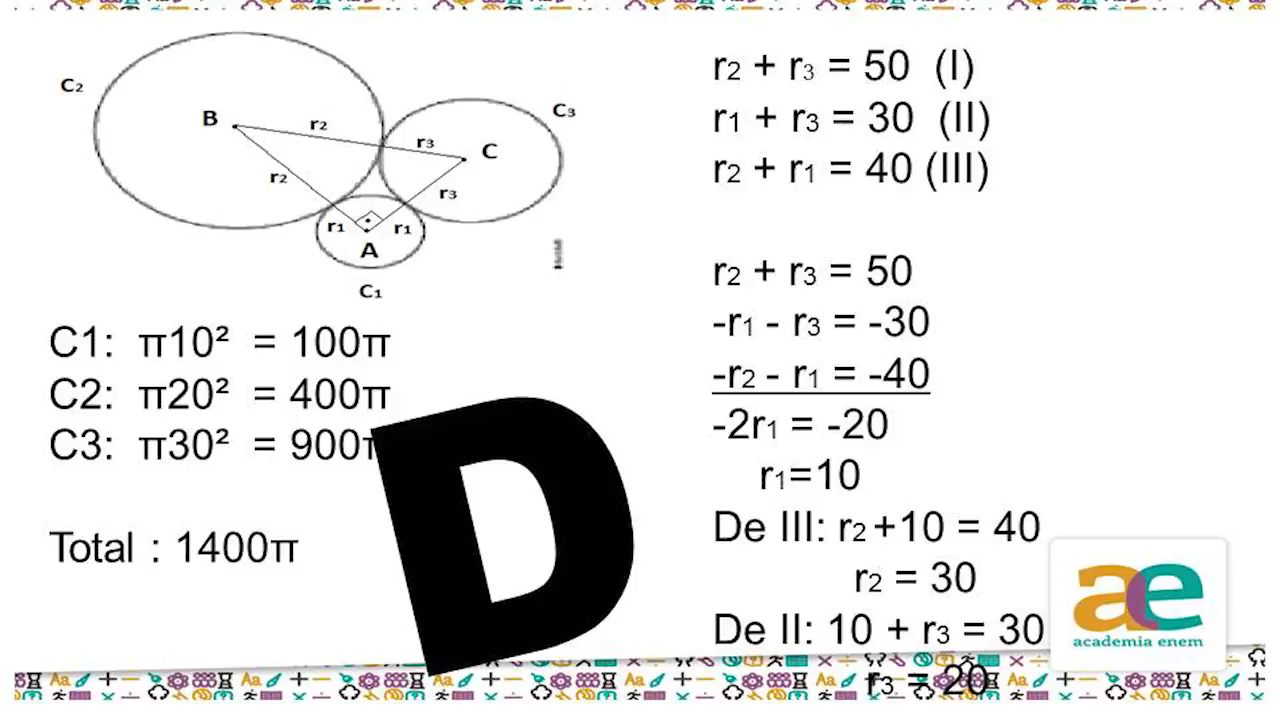 C2
B
r2
r3
C
C3
r2
r3
r1
r1
A
C1
C1: π10² = 100π
C2: π20² = 400π
C3: π30² = 900π
Total : 1400π
D
r2 + r3 = 50 (I)
r1 + r3 = 30 (II)
r2 + r1 = 40 (III)
r2 + r3 = 50
-r1 - r3 = -30
-r2 - r1 = -40
-2r1 = -20
r1=10
De III: r2 +10 = 40
r2 = 30
De II: 10 + r3 = 30
r3 = 20
ae
academia enem